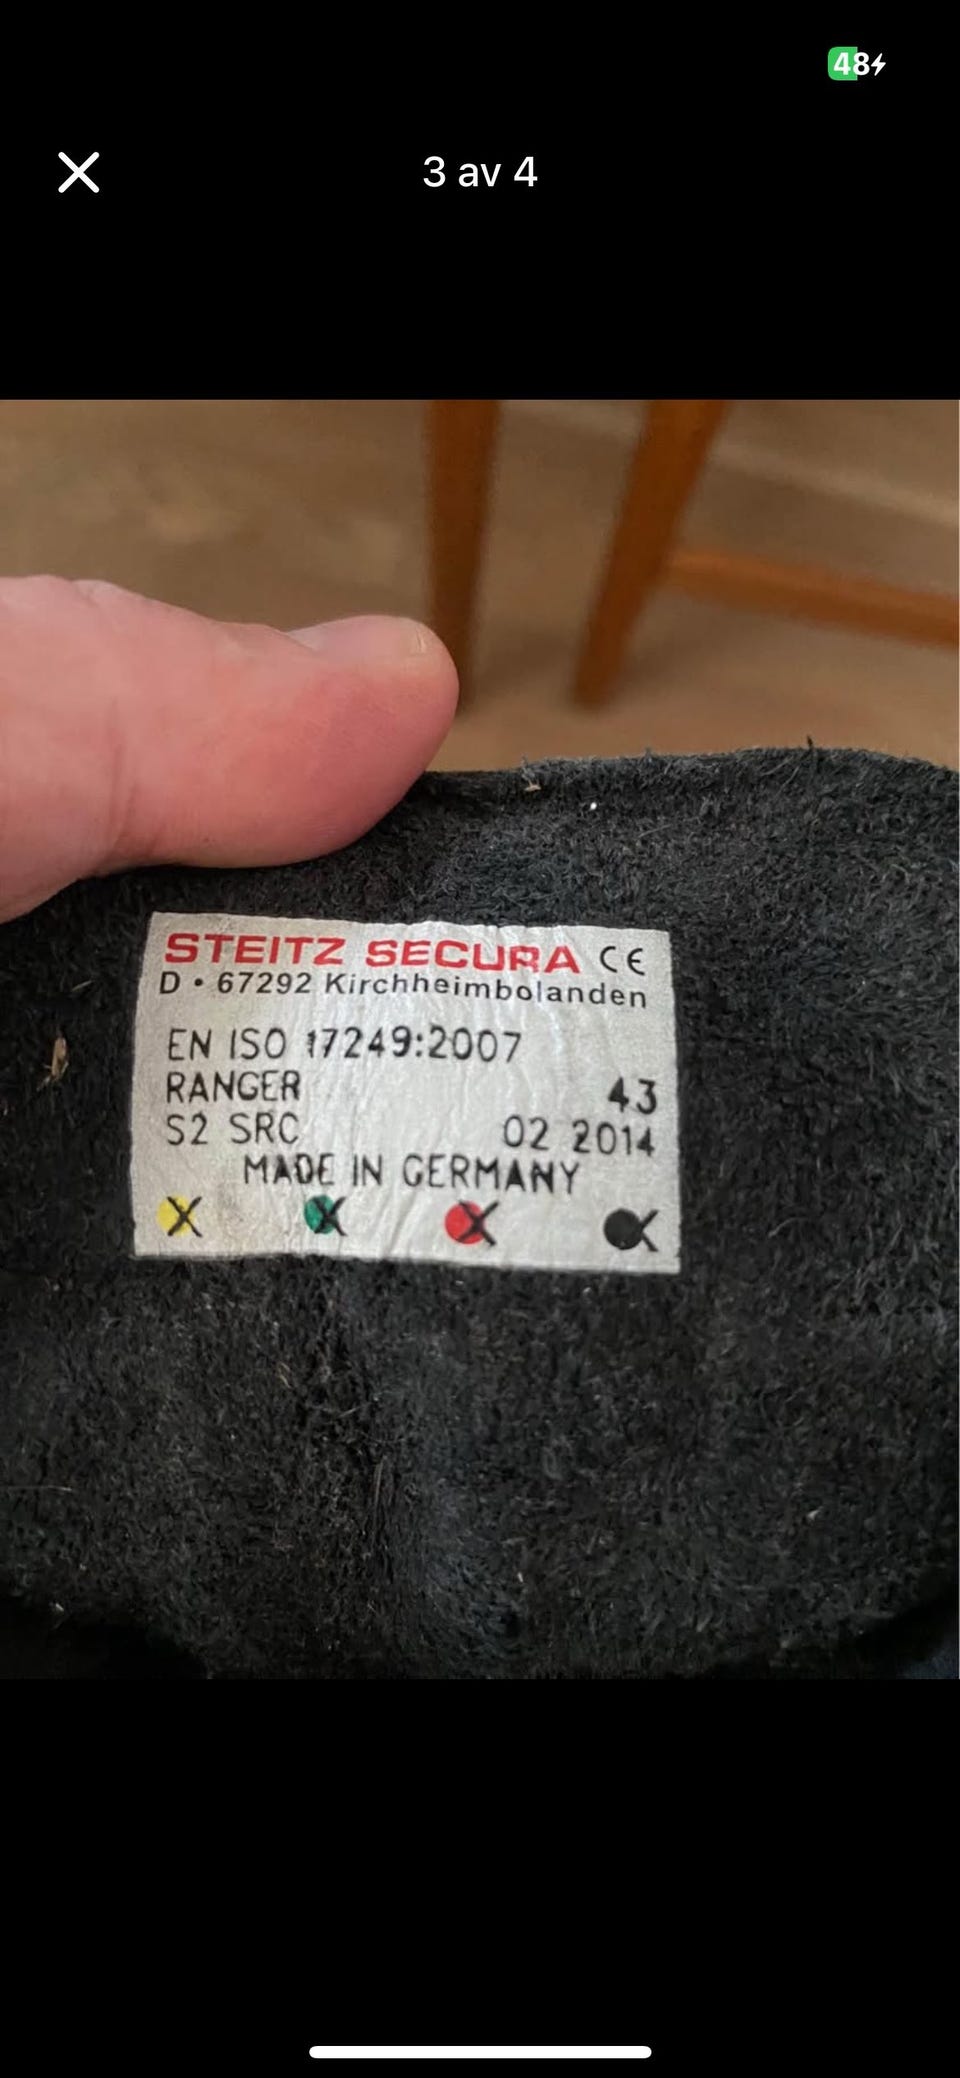 48
3 av 4
STEITZ SECURA CE
D • 67292 Kirchheimbolanden
EN ISO 17249:2007
RANGER 43
S2 SRC 02 2014
MADE IN GERMANY
X X X X